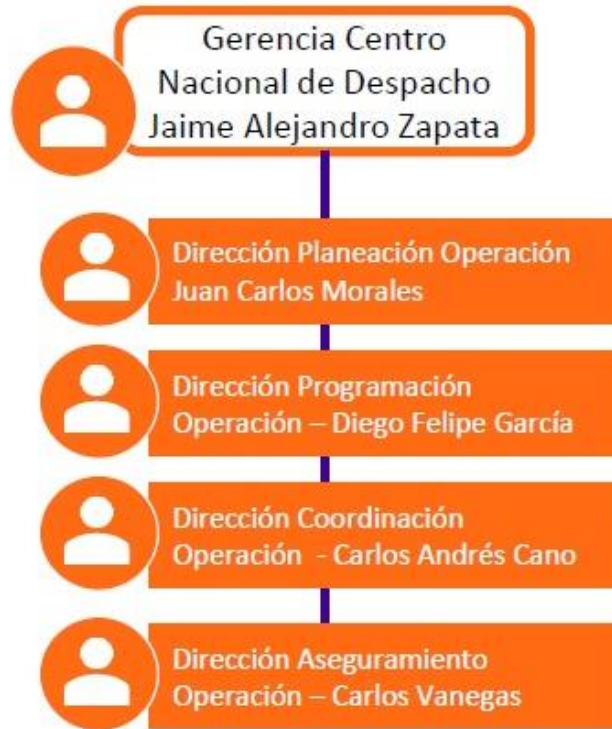 Gerencia Centro
Nacional de Despacho
Jaime Alejandro Zapata
Dirección Planeación Operación
Juan Carlos Morales
Dirección Programación
Operación – Diego Felipe García
Dirección Coordinación
Operación - Carlos Andrés Cano
Dirección Aseguramiento
Operación – Carlos Vanegas